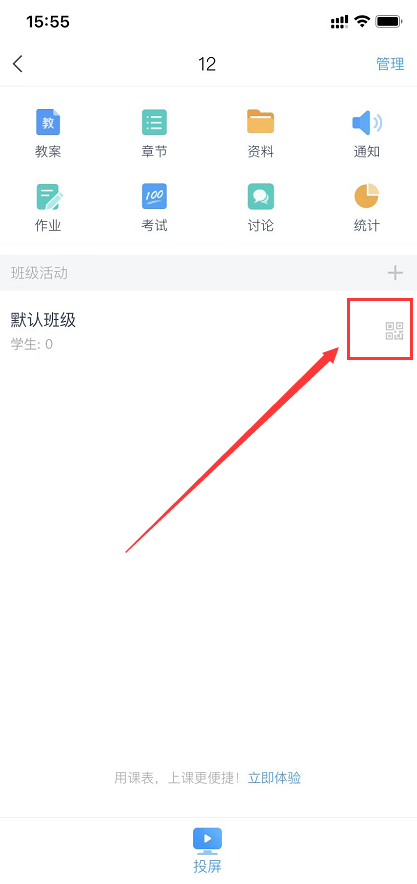 15:55
12 管理
教案 章节 资料 通知
作业 考试 讨论 统计
班级活动
默认班级
学生: 0
用课表，上课更便捷！立即体验
投屏
教
100